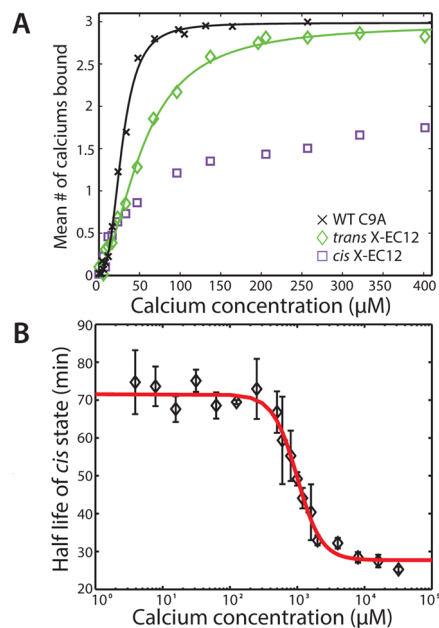 A
Mean # of calciums bound
3
2.5
2
1.5
1
0.5
0
0 50 100 150 200 250 300 350 400
WT C9A
trans X-EC12
cis X-EC12
Calcium concentration (µM)
B
Half life of cis state (min)
90
80
70
60
50
40
30
20
10⁰ 10¹ 10² 10³ 10⁴ 10⁵
Calcium concentration (µM)